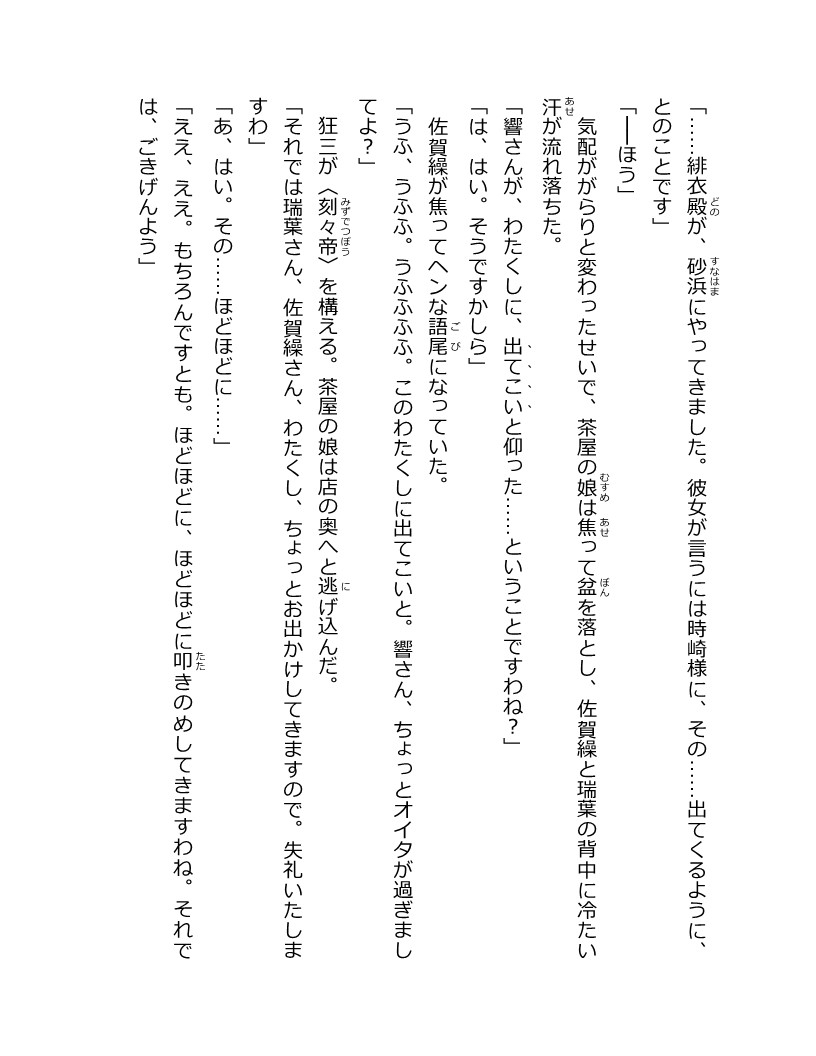 「……緋衣殿が、砂浜にやってきました。彼女が言うには時崎様に、その……出てくるように、
とのことです」
「――ほう」
気配ががらりと変わったせいで、茶屋の娘は焦って盆を落とし、佐賀繰と瑞葉の背中に冷たい
汗が流れ落ちた。
「響さんが、わたくしに、出てこいと仰った……ということですわね？」
「は、はい。そうですかしら」
佐賀繰が焦ってヘンな語尾になっていた。
「うふ、うふふ。うふふふふ。このわたくしに出てこいと。響さん、ちょっとオイタが過ぎまし
てよ？」
狂三が〈刻々帝〉を構える。茶屋の娘は店の奥へと逃げ込んだ。
「それでは瑞葉さん、佐賀繰さん、わたくし、ちょっとお出かけしてきますので。失礼いたしま
すわ」
「あ、はい。その……ほどほどに……」
「ええ、ええ。もちろんですとも。ほどほどに、ほどほどに叩きのめしてきますわね。それで
は、ごきげんよう」